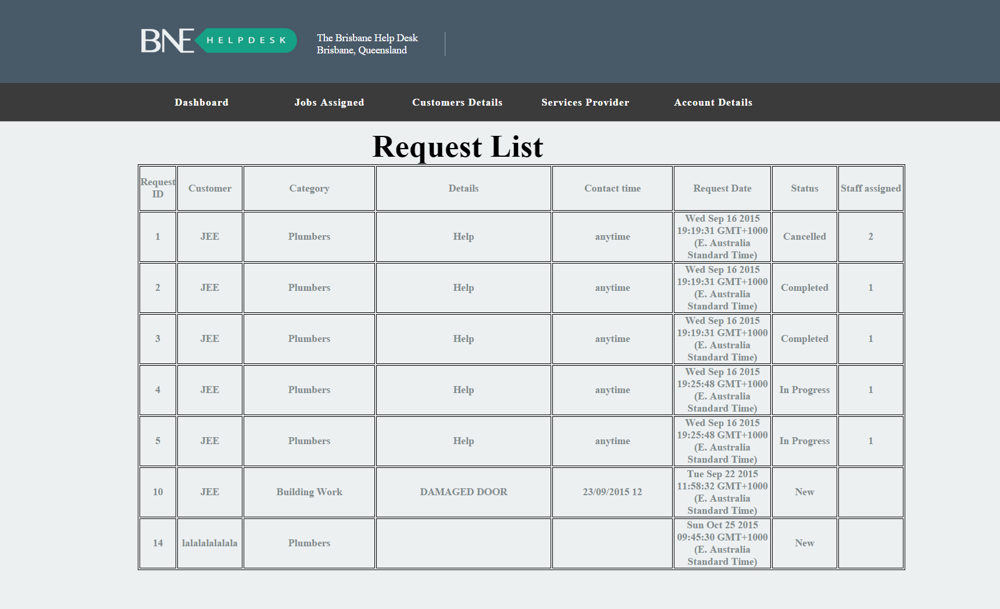 BNE HELPDESK
The Brisbane Help Desk
Brisbane, Queensland
Dashboard Jobs Assigned Customers Details Services Provider Account Details
Request List
Request ID Customer Category Details Contact time Request Date Status Staff assigned
1 JEE Plumbers Help anytime Wed Sep 16 2015 19:19:31 GMT+1000 (E. Australia Standard Time) Cancelled 2
2 JEE Plumbers Help anytime Wed Sep 16 2015 19:19:31 GMT+1000 (E. Australia Standard Time) Completed 1
3 JEE Plumbers Help anytime Wed Sep 16 2015 19:19:31 GMT+1000 (E. Australia Standard Time) Completed 1
4 JEE Plumbers Help anytime Wed Sep 16 2015 19:25:48 GMT+1000 (E. Australia Standard Time) In Progress 1
5 JEE Plumbers Help anytime Wed Sep 16 2015 19:25:48 GMT+1000 (E. Australia Standard Time) In Progress 1
10 JEE Building Work DAMAGED DOOR 23/09/2015 12 Tue Sep 22 2015 11:58:32 GMT+1000 (E. Australia Standard Time) New
14 lalalalalalala Plumbers Sun Oct 25 2015 09:45:30 GMT+1000 (E. Australia Standard Time) New